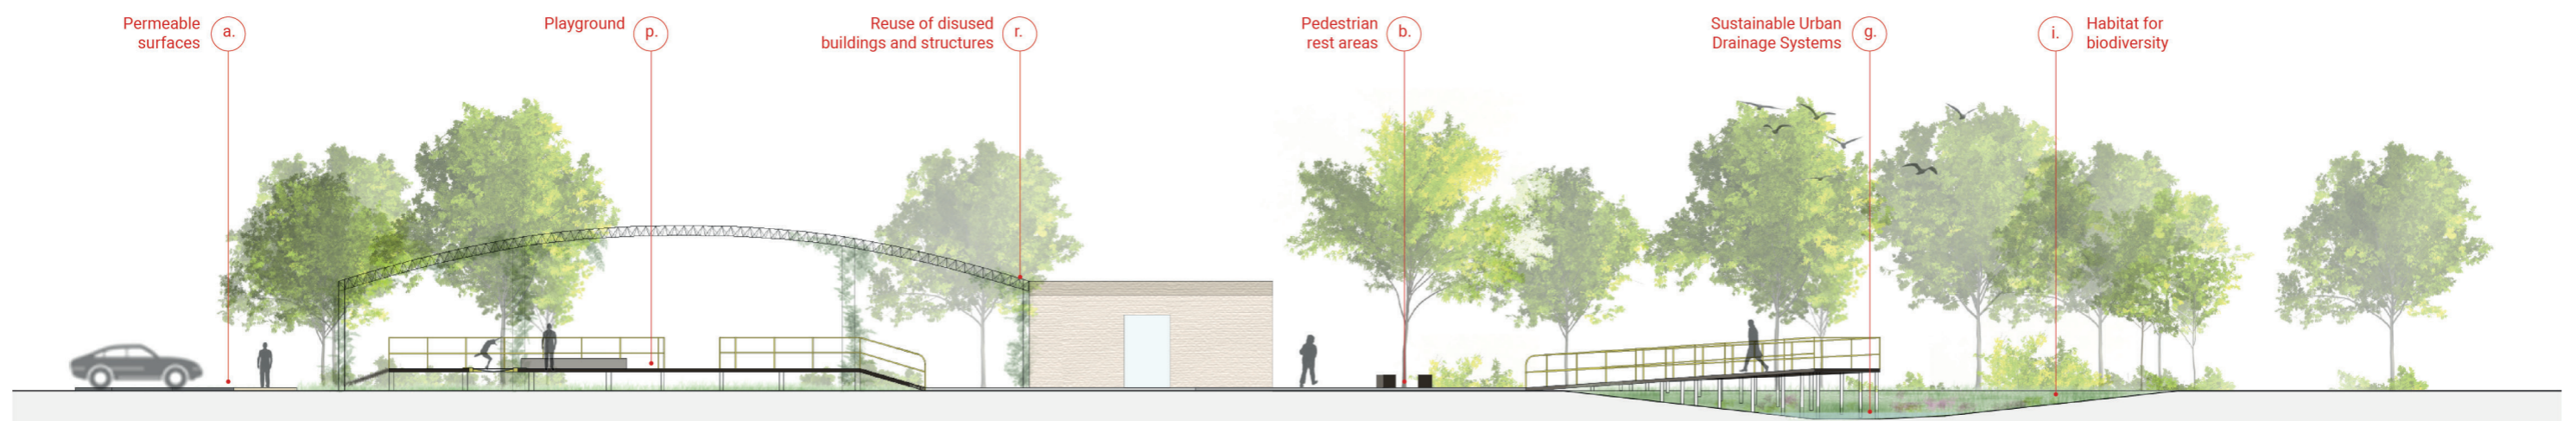 Permeable
surfaces
a.
Playground
p.
Reuse of disused
buildings and structures
r.
Pedestrian
rest areas
b.
Sustainable Urban
Drainage Systems
g.
i.
Habitat for
biodiversity